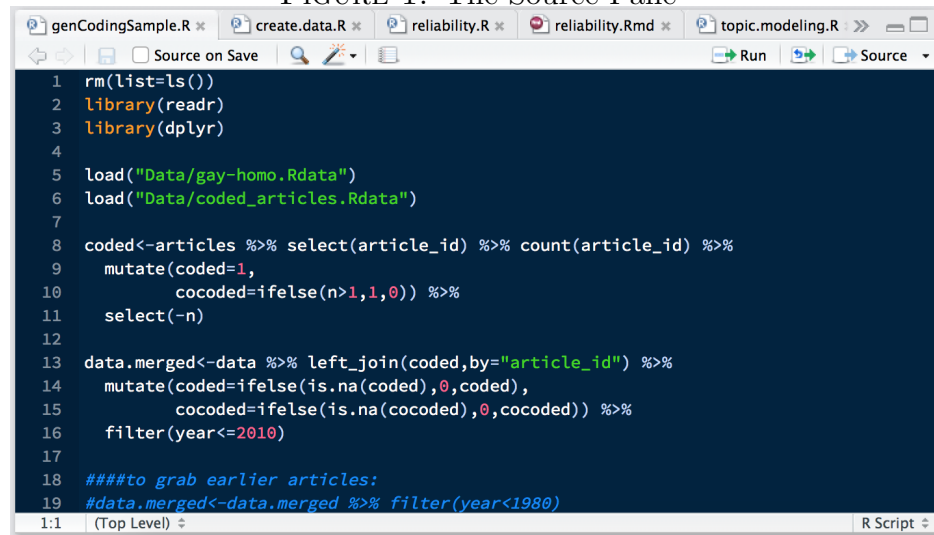 FIGURE 1. The Source Pane
genCodingSample.R × create.data.R × reliability.R × reliability.Rmd × topic.modeling.R
Source on Save Run Source
1 rm(list=ls())
2 library(readr)
3 library(dplyr)
4
5 load("Data/gay-homo.Rdata")
6 load("Data/coded_articles.Rdata")
7
8 coded<-articles %>% select(article_id) %>% count(article_id) %>%
9 mutate(coded=1,
10 cocoded=ifelse(n>1,1,0)) %>%
11 select(-n)
12
13 data.merged<-data %>% left_join(coded,by="article_id") %>%
14 mutate(coded=ifelse(is.na(coded),0,coded),
15 cocoded=ifelse(is.na(cocoded),0,cocoded)) %>%
16 filter(year<=2010)
17
18 ####to grab earlier articles:
19 #data.merged<-data.merged %>% filter(year<1980)
1:1 (Top Level) R Script